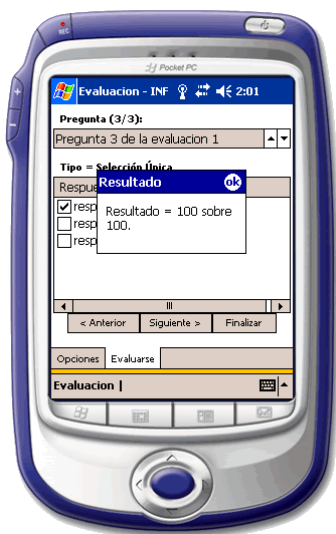 REC
Pocket PC
Evaluacion - INF 2:01
Pregunta (3/3):
Pregunta 3 de la evaluacion 1
Tipo = Selección Única
Respue
Resultado ok
resp
Resultado = 100 sobre
resp
100.
resp
< Anterior Siguiente > Finalizar
Opciones Evaluarse
Evaluacion